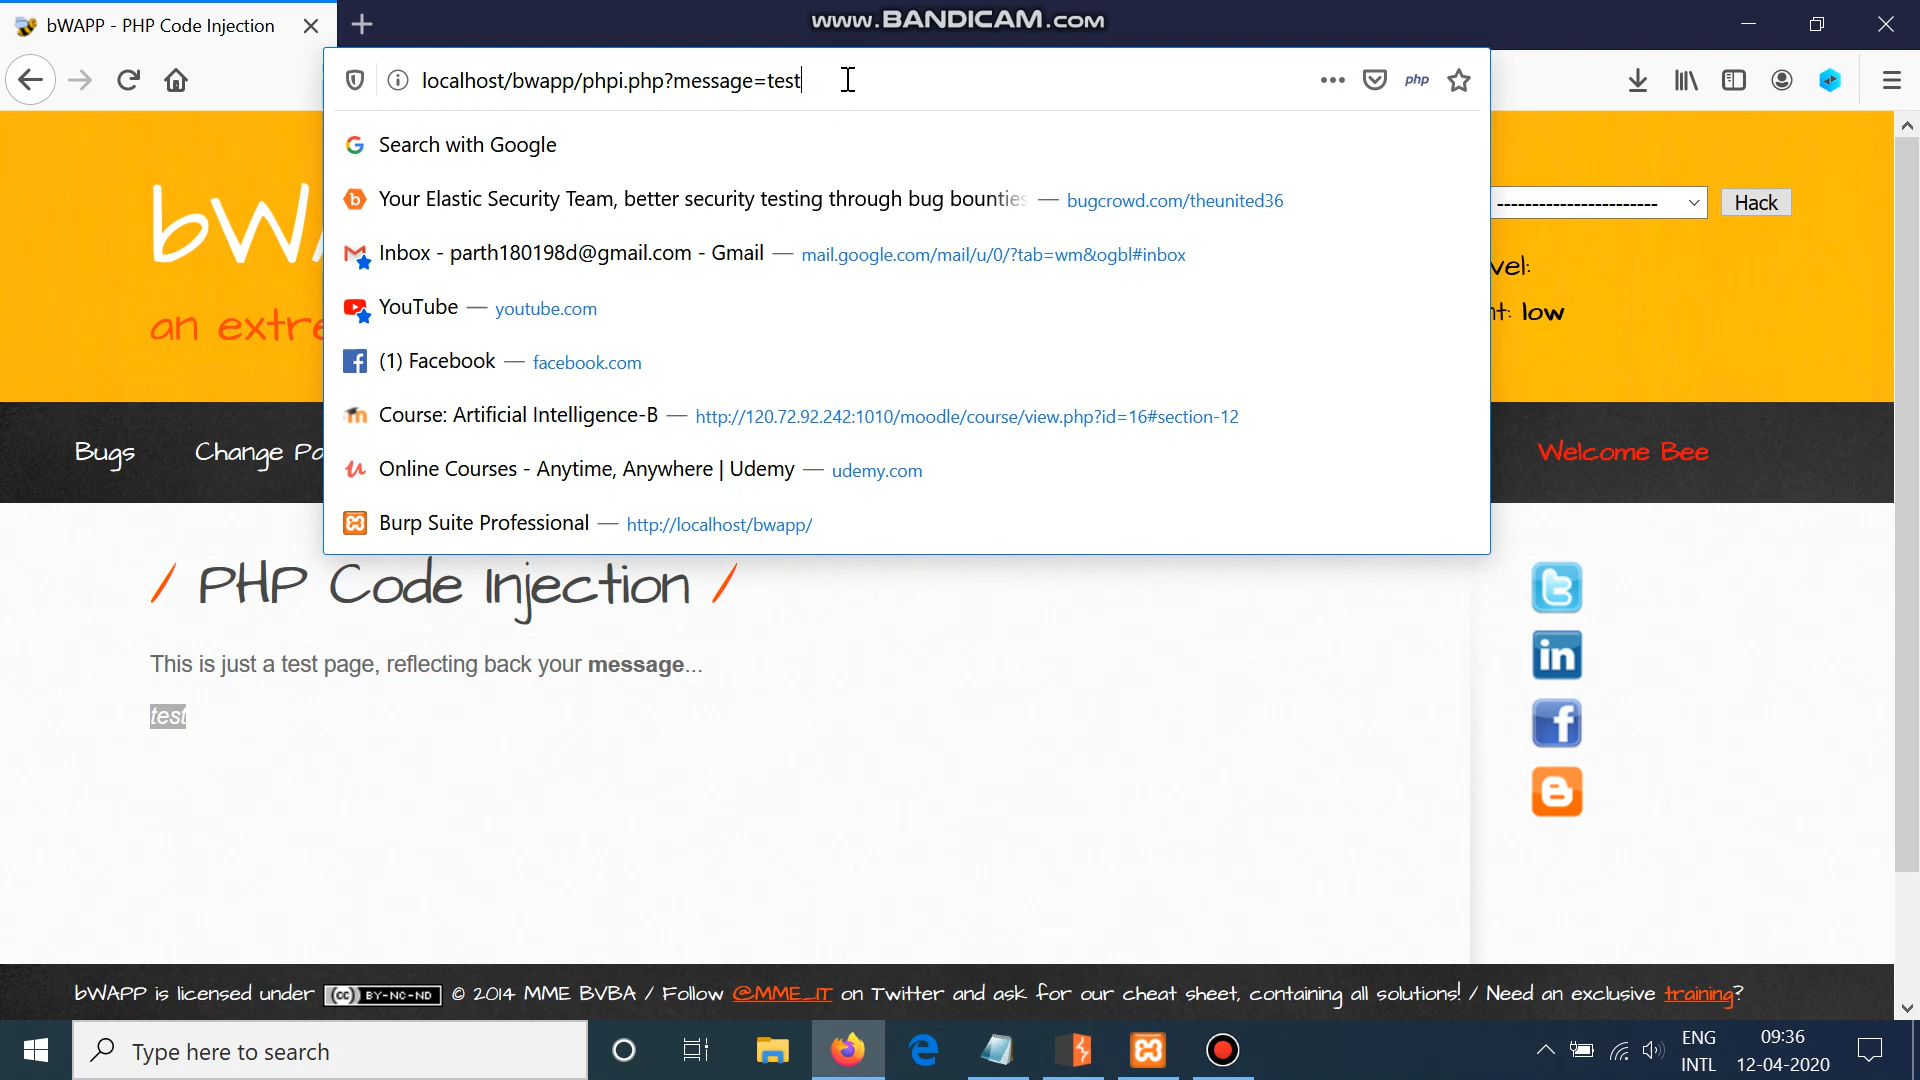 bWAPP - PHP Code Injection
www.BANDICAM.com
localhost/bwapp/phpi.php?message=test
php
Search with Google
Your Elastic Security Team, better security testing through bug bounties — bugcrowd.com/theunited36
Inbox - parth180198d@gmail.com - Gmail — mail.google.com/mail/u/0/?tab=wm&ogbl#inbox
YouTube — youtube.com
(1) Facebook — facebook.com
Course: Artificial Intelligence-B — http://120.72.92.242:1010/moodle/course/view.php?id=16#section-12
Online Courses - Anytime, Anywhere | Udemy — udemy.com
Burp Suite Professional — http://localhost/bwapp/
bWA
an extre
----------------------- Hack
vel:
nt: low
Bugs Change Pa Welcome Bee
/ PHP Code Injection /
This is just a test page, reflecting back your message...
test
bWAPP is licensed under (cc) BY-NC-ND © 2014 MME BVBA / Follow @MME_IT on Twitter and ask for our cheat sheet, containing all solutions! / Need an exclusive training?
Type here to search
ENG
INTL
09:36
12-04-2020